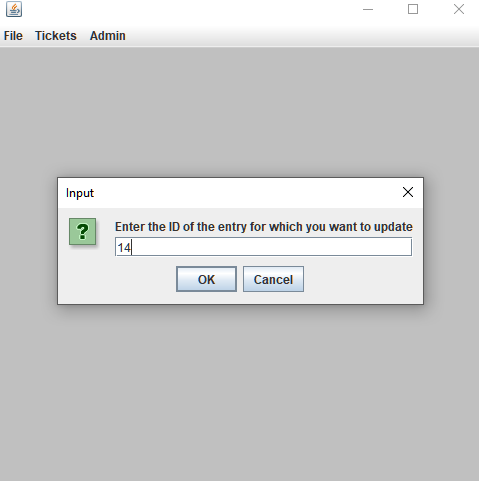 File Tickets Admin
Input
?
Enter the ID of the entry for which you want to update
14
OK Cancel